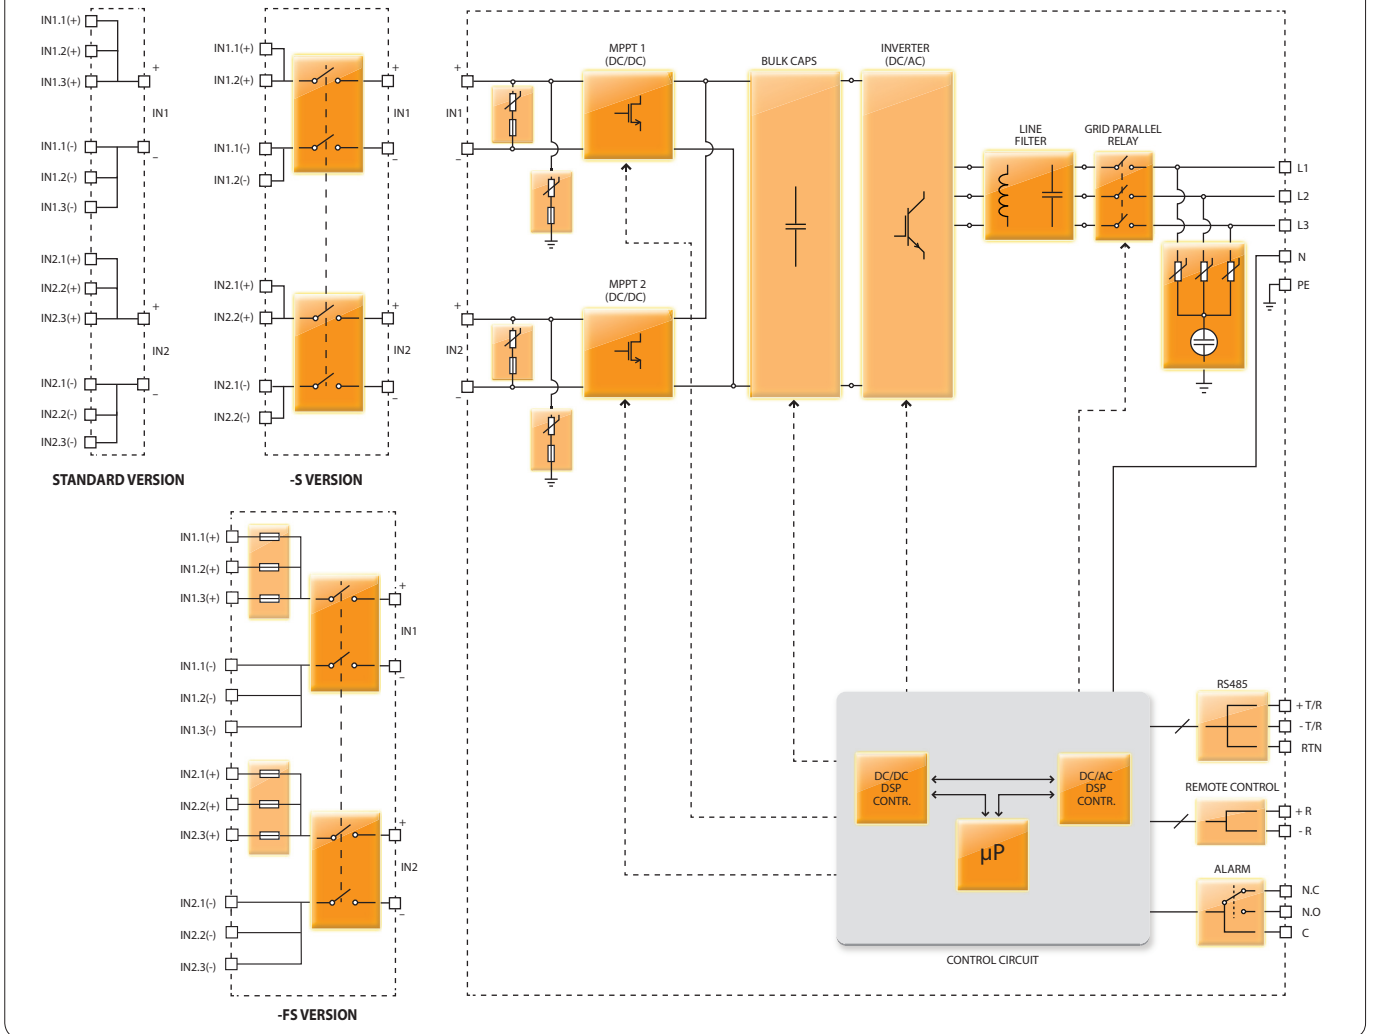 IN1.1(+)
IN1.2(+)
IN1.3(+)
+
IN1
IN1.1(-)
–
IN1.2(-)
IN1.3(-)
IN2.1(+)
IN2.2(+)
IN2.3(+)
+
IN2
IN2.1(-)
–
IN2.2(-)
IN2.3(-)
STANDARD VERSION
IN1.1(+)
IN1.2(+)
+
IN1
IN1.1(-)
–
IN1.2(-)
IN2.1(+)
IN2.2(+)
+
IN2
IN2.1(-)
–
IN2.2(-)
-S VERSION
IN1.1(+)
IN1.2(+)
IN1.3(+)
+
IN1
IN1.1(-)
–
IN1.2(-)
IN1.3(-)
IN2.1(+)
IN2.2(+)
IN2.3(+)
+
IN2
IN2.1(-)
–
IN2.2(-)
IN2.3(-)
-FS VERSION
+
IN1
–
+
IN2
–
MPPT 1
(DC/DC)
MPPT 2
(DC/DC)
BULK CAPS
INVERTER
(DC/AC)
LINE
FILTER
GRID PARALLEL
RELAY
L1
L2
L3
N
PE
DC/DC
DSP
CONTR.
DC/AC
DSP
CONTR.
µP
CONTROL CIRCUIT
RS485
+ T/R
- T/R
RTN
REMOTE CONTROL
+ R
- R
ALARM
N.C
N.O
C